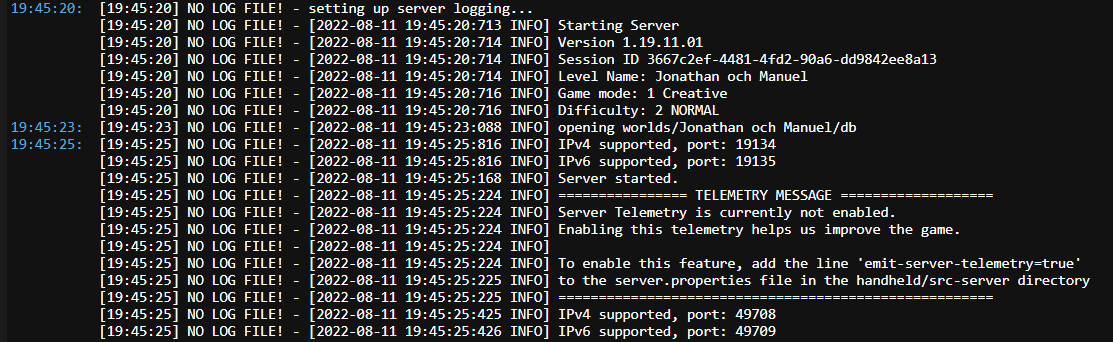 19:45:20: [19:45:20] NO LOG FILE! - setting up server logging...
[19:45:20] NO LOG FILE! - [2022-08-11 19:45:20:713 INFO] Starting Server
[19:45:20] NO LOG FILE! - [2022-08-11 19:45:20:714 INFO] Version 1.19.11.01
[19:45:20] NO LOG FILE! - [2022-08-11 19:45:20:714 INFO] Session ID 3667c2ef-4481-4fd2-90a6-dd9842ee8a13
[19:45:20] NO LOG FILE! - [2022-08-11 19:45:20:714 INFO] Level Name: Jonathan och Manuel
[19:45:20] NO LOG FILE! - [2022-08-11 19:45:20:716 INFO] Game mode: 1 Creative
[19:45:20] NO LOG FILE! - [2022-08-11 19:45:20:716 INFO] Difficulty: 2 NORMAL
19:45:23: [19:45:23] NO LOG FILE! - [2022-08-11 19:45:23:088 INFO] opening worlds/Jonathan och Manuel/db
19:45:25: [19:45:25] NO LOG FILE! - [2022-08-11 19:45:25:816 INFO] IPv4 supported, port: 19134
[19:45:25] NO LOG FILE! - [2022-08-11 19:45:25:816 INFO] IPv6 supported, port: 19135
[19:45:25] NO LOG FILE! - [2022-08-11 19:45:25:168 INFO] Server started.
[19:45:25] NO LOG FILE! - [2022-08-11 19:45:25:224 INFO] ================ TELEMETRY MESSAGE ===================
[19:45:25] NO LOG FILE! - [2022-08-11 19:45:25:224 INFO] Server Telemetry is currently not enabled.
[19:45:25] NO LOG FILE! - [2022-08-11 19:45:25:224 INFO] Enabling this telemetry helps us improve the game.
[19:45:25] NO LOG FILE! - [2022-08-11 19:45:25:224 INFO]
[19:45:25] NO LOG FILE! - [2022-08-11 19:45:25:224 INFO] To enable this feature, add the line 'emit-server-telemetry=true'
[19:45:25] NO LOG FILE! - [2022-08-11 19:45:25:225 INFO] to the server.properties file in the handheld/src-server directory
[19:45:25] NO LOG FILE! - [2022-08-11 19:45:25:225 INFO] ======================================================
[19:45:25] NO LOG FILE! - [2022-08-11 19:45:25:425 INFO] IPv4 supported, port: 49708
[19:45:25] NO LOG FILE! - [2022-08-11 19:45:25:426 INFO] IPv6 supported, port: 49709